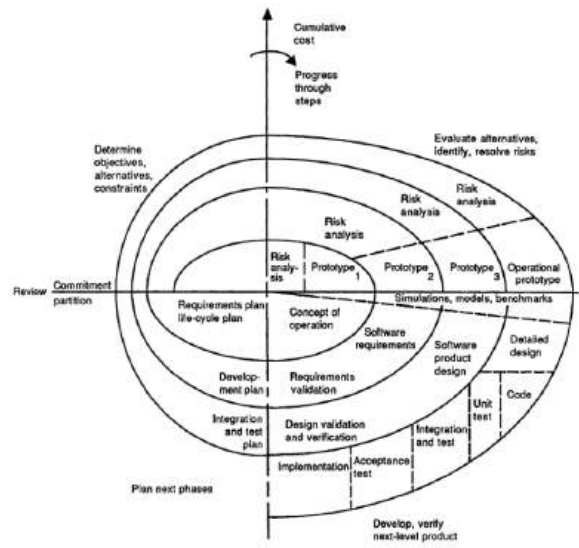 Cumulative
cost
Progress
through
steps
Determine
objectives,
alternatives,
constraints
Evaluate alternatives,
identify, resolve risks
Risk
analysis
Risk
analysis
Risk
analysis
Risk
analy-
sis
Prototype
1
Prototype
2
Prototype
3
Operational
prototype
Review
Commitment
partition
Simulations, models, benchmarks
Requirements plan
life-cycle plan
Concept of
operation
Software
requirements
Software
product
design
Detailed
design
Develop-
ment plan
Requirements
validation
Code
Unit
test
Integration
and test
plan
Design validation
and verification
Integration
and test
Acceptance
test
Implementation
Plan next phases
Develop, verify
next-level product